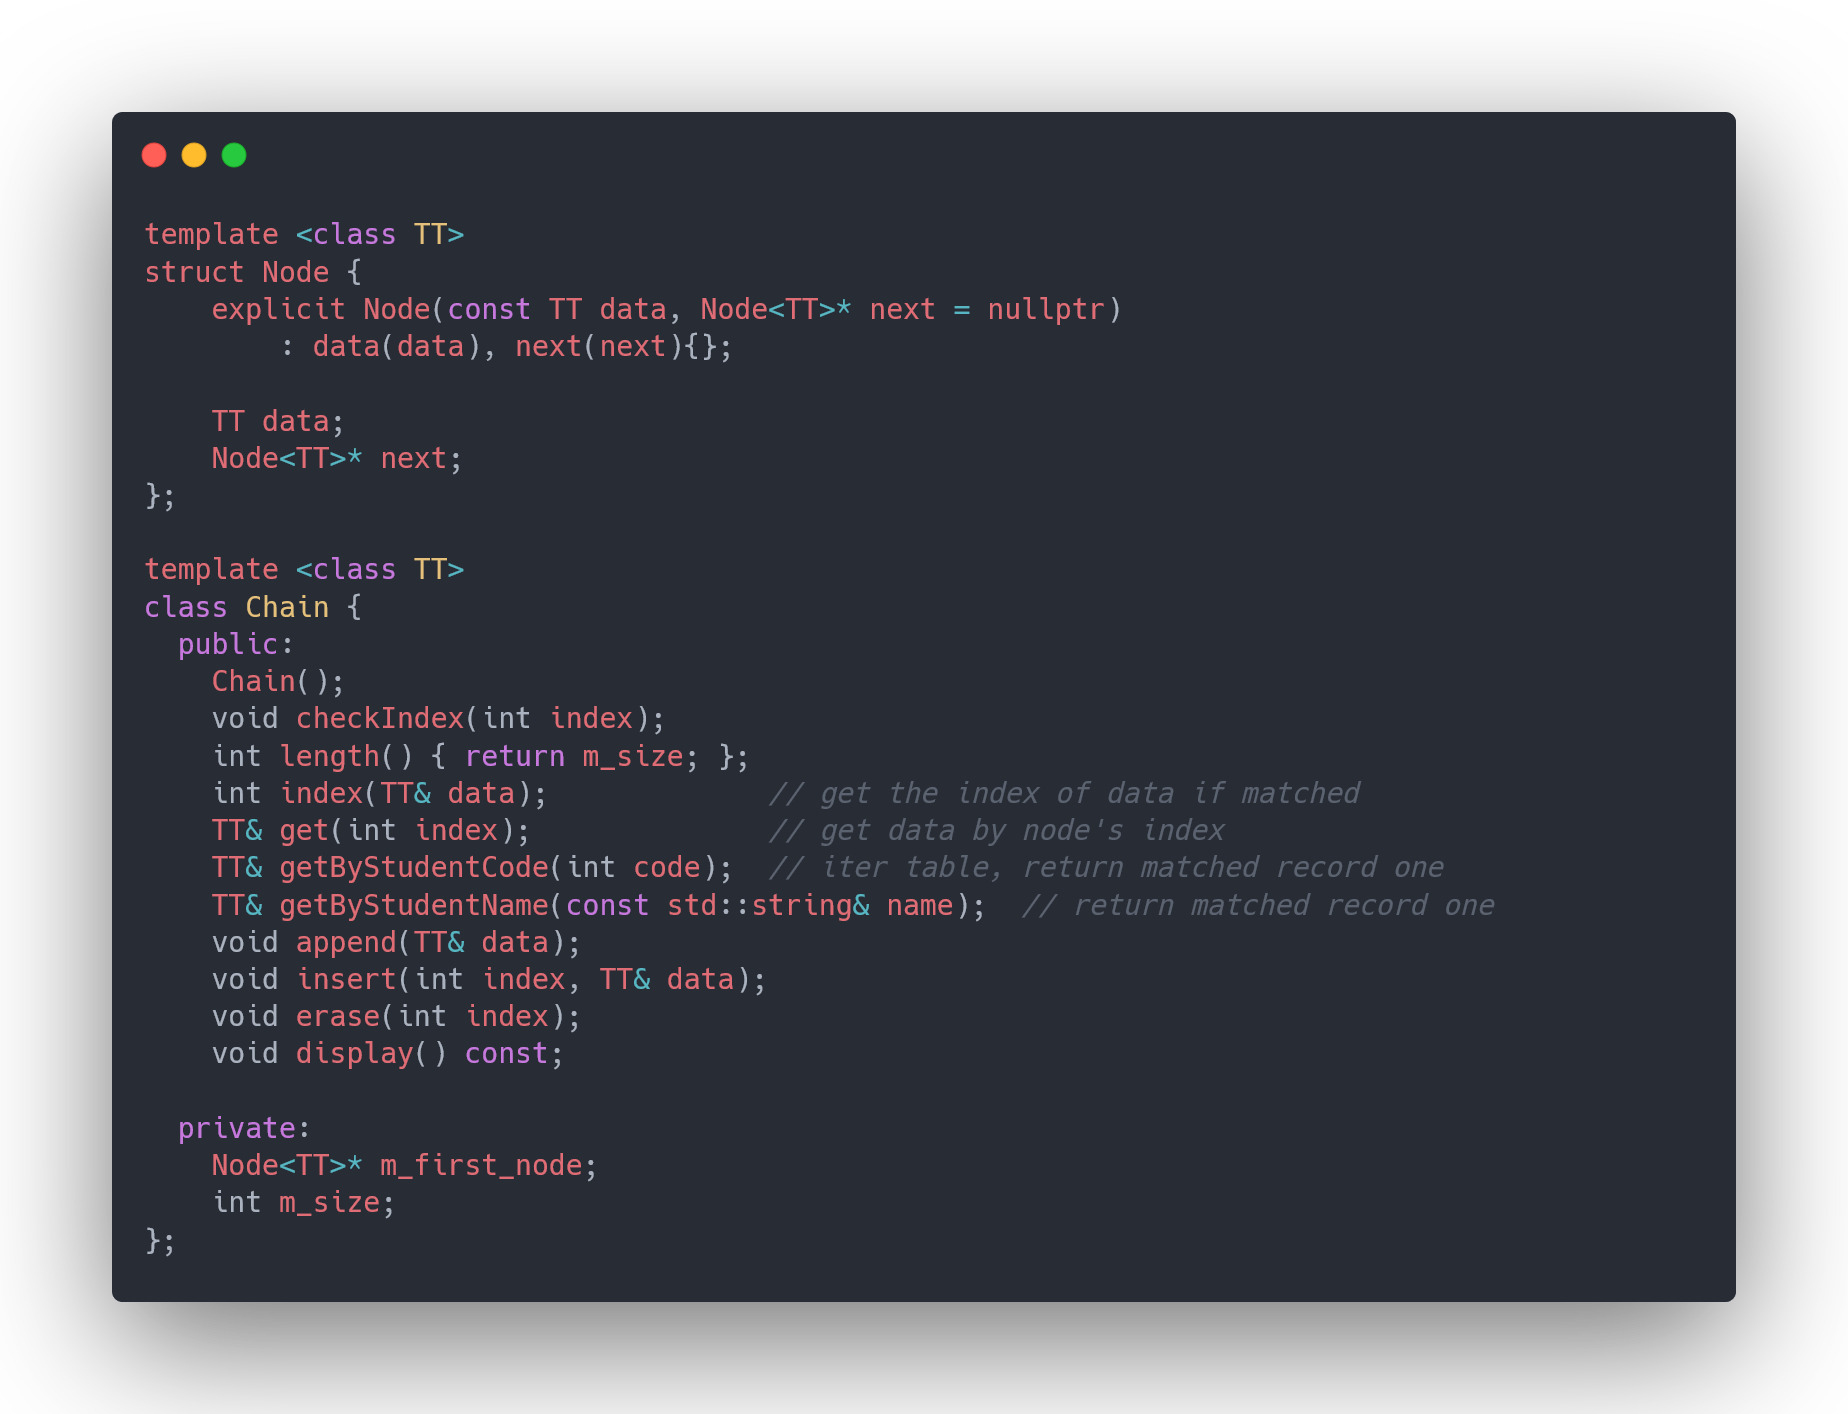 template <class TT>
struct Node {
    explicit Node(const TT data, Node<TT>* next = nullptr)
        : data(data), next(next){};

    TT data;
    Node<TT>* next;
};

template <class TT>
class Chain {
  public:
    Chain();
    void checkIndex(int index);
    int length() { return m_size; };
    int index(TT& data);             // get the index of data if matched
    TT& get(int index);              // get data by node's index
    TT& getByStudentCode(int code);  // iter table, return matched record one
    TT& getByStudentName(const std::string& name);  // return matched record one
    void append(TT& data);
    void insert(int index, TT& data);
    void erase(int index);
    void display() const;

  private:
    Node<TT>* m_first_node;
    int m_size;
};